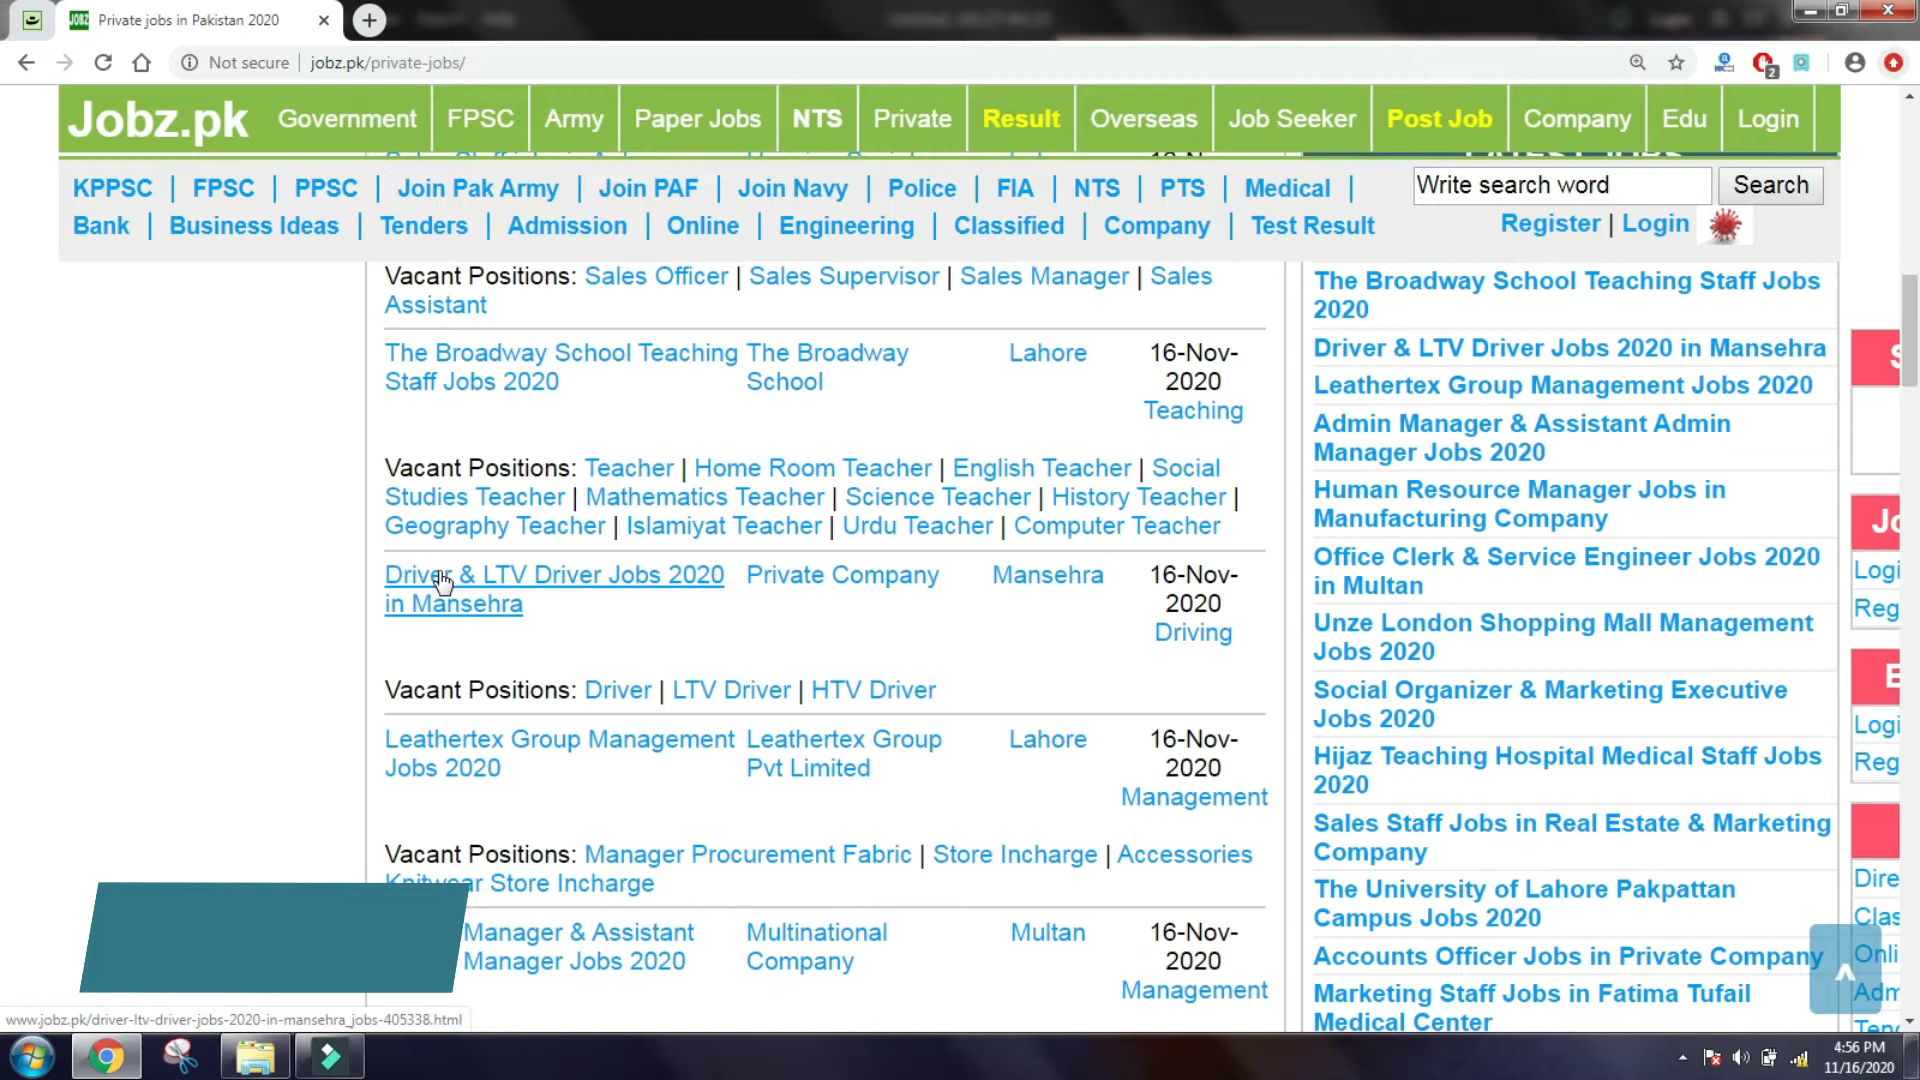 Private jobs in Pakistan 2020
Not secure | jobz.pk/private-jobs/
2
Jobz.pk Government FPSC Army Paper Jobs NTS Private Result Overseas Job Seeker Post Job Company Edu Login
KPPSC | FPSC | PPSC | Join Pak Army | Join PAF | Join Navy | Police | FIA | NTS | PTS | Medical |
Write search word Search
Bank | Business Ideas | Tenders | Admission | Online | Engineering | Classified | Company | Test Result
Register | Login
Vacant Positions: Sales Officer | Sales Supervisor | Sales Manager | Sales
Assistant
The Broadway School Teaching The Broadway Lahore 16-Nov-
Staff Jobs 2020 School 2020
Teaching
Vacant Positions: Teacher | Home Room Teacher | English Teacher | Social
Studies Teacher | Mathematics Teacher | Science Teacher | History Teacher |
Geography Teacher | Islamiyat Teacher | Urdu Teacher | Computer Teacher
Driver & LTV Driver Jobs 2020 Private Company Mansehra 16-Nov-
in Mansehra 2020
Driving
Vacant Positions: Driver | LTV Driver | HTV Driver
Leathertex Group Management Leathertex Group Lahore 16-Nov-
Jobs 2020 Pvt Limited 2020
Management
Vacant Positions: Manager Procurement Fabric | Store Incharge | Accessories
Knitwear Store Incharge
Manager & Assistant Multinational Multan 16-Nov-
Manager Jobs 2020 Company 2020
Management
The Broadway School Teaching Staff Jobs
2020
Driver & LTV Driver Jobs 2020 in Mansehra
Leathertex Group Management Jobs 2020
Admin Manager & Assistant Admin
Manager Jobs 2020
Human Resource Manager Jobs in
Manufacturing Company
Office Clerk & Service Engineer Jobs 2020
in Multan
Unze London Shopping Mall Management
Jobs 2020
Social Organizer & Marketing Executive
Jobs 2020
Hijaz Teaching Hospital Medical Staff Jobs
2020
Sales Staff Jobs in Real Estate & Marketing
Company
The University of Lahore Pakpattan
Campus Jobs 2020
Accounts Officer Jobs in Private Company
Marketing Staff Jobs in Fatima Tufail
Medical Center
S
Jo
Logi
Reg
E
Logi
Reg
Dire
Clas
Onli
Adm
www.jobz.pk/driver-ltv-driver-jobs-2020-in-mansehra_jobs-405338.html
4:56 PM
11/16/2020